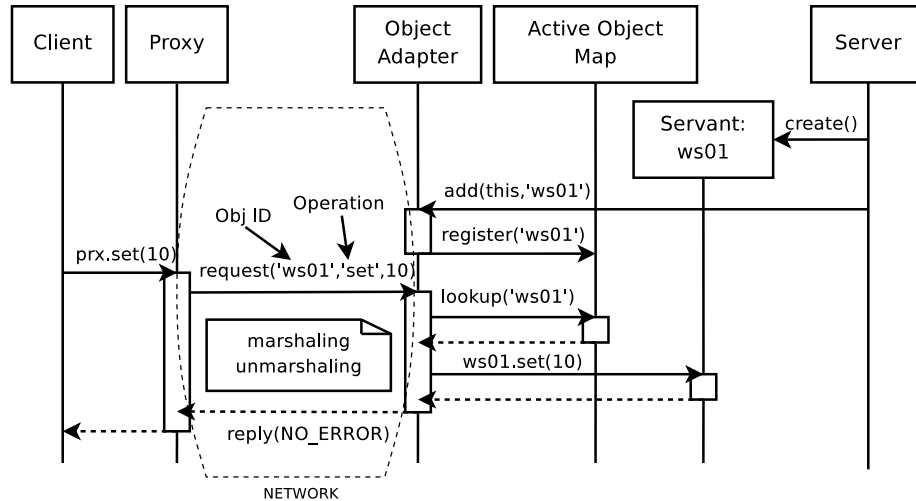 Client
Proxy
Object
Adapter
Active Object
Map
Server
Servant:
ws01
create()
add(this,'ws01')
Operation
Obj ID
register('ws01')
prx.set(10)
request('ws01','set',10)
lookup('ws01')
marshaling
unmarshaling
ws01.set(10)
reply(NO_ERROR)
NETWORK